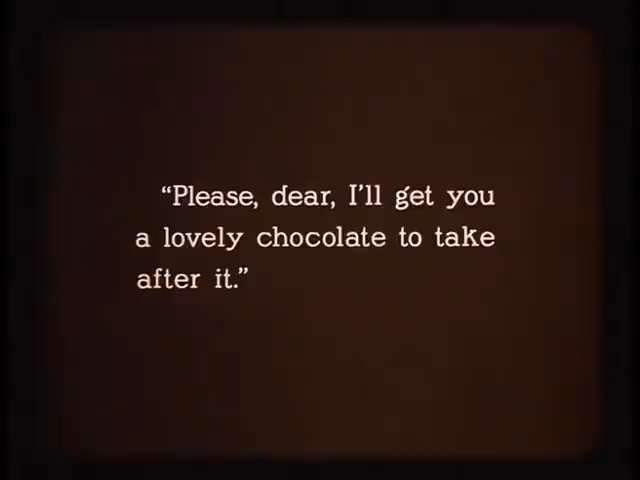 “Please, dear, I’ll get you
a lovely chocolate to take
after it.”